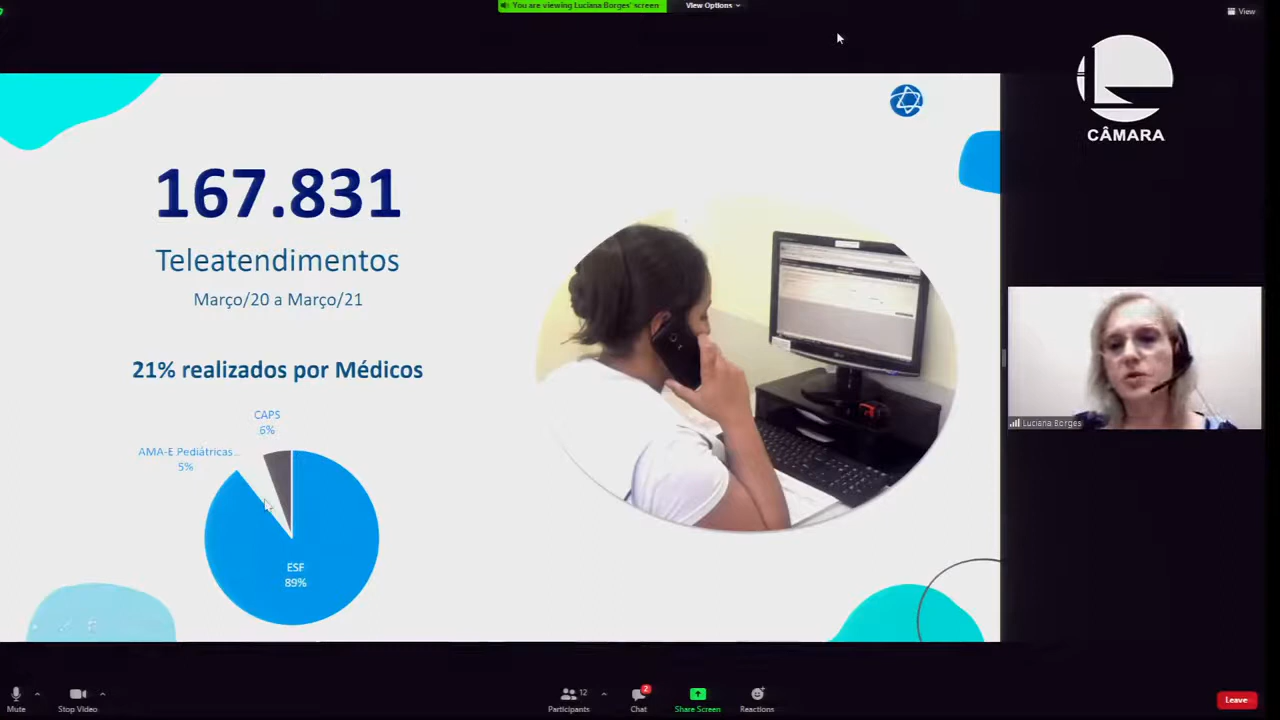 You are viewing Luciana Borges' screen
View Options
View
CÂMARA
167.831
Teleatendimentos
Março/20 a Março/21
21% realizados por Médicos
CAPS
6%
AMA-E Pediátricas...
5%
ESF
89%
Luciana Borges
Mute
Stop Video
12
Participants
2
Chat
Share Screen
Reactions
Leave